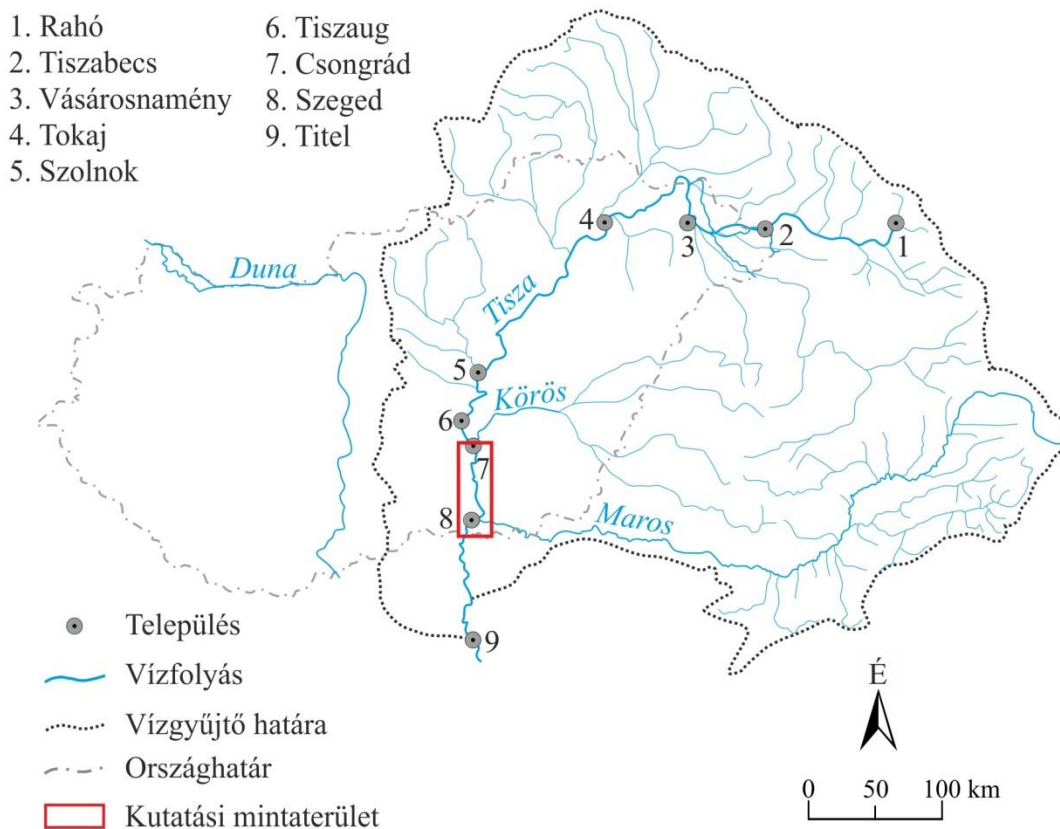 1. Rahó
2. Tiszabecs
3. Vásárosnamény
4. Tokaj
5. Szolnok
6. Tiszaug
7. Csongrád
8. Szeged
9. Titel
Duna
Tisza
Körös
Maros
1
2
3
4
5
6
7
8
9
Település
Vízfolyás
Vízgyűjtő határa
Országhatár
Kutatási mintaterület
É
0 50 100 km